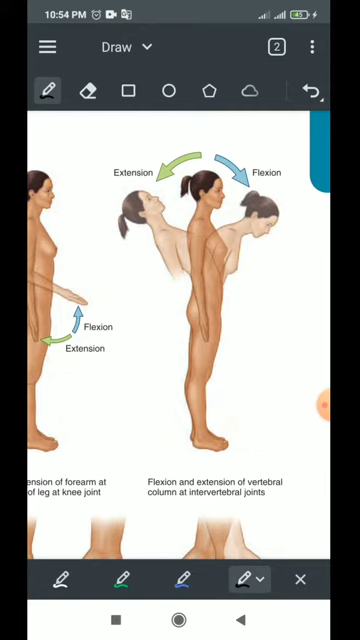 10:54 PM
45
Draw
2
Extension
Flexion
Flexion
Extension
ension of forearm at
of leg at knee joint
Flexion and extension of vertebral
column at intervertebral joints